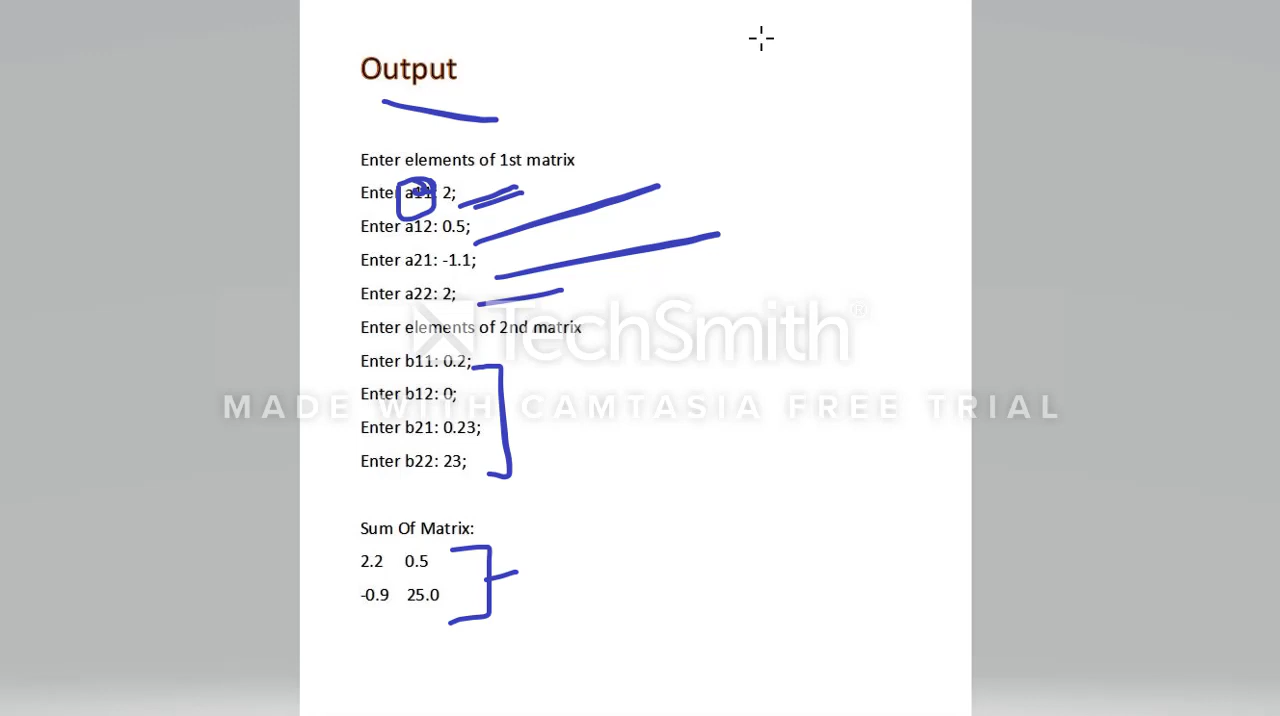 Output
Enter elements of 1st matrix
Enter a11: 2;
Enter a12: 0.5;
Enter a21: -1.1;
Enter a22: 2;
TechSmith®
Enter elements of 2nd matrix
Enter b11: 0.2;
Enter b12: 0;
MADE WITH CAMTASIA FREE TRIAL
Enter b21: 0.23;
Enter b22: 23;
Sum Of Matrix:
2.2 0.5
-0.9 25.0